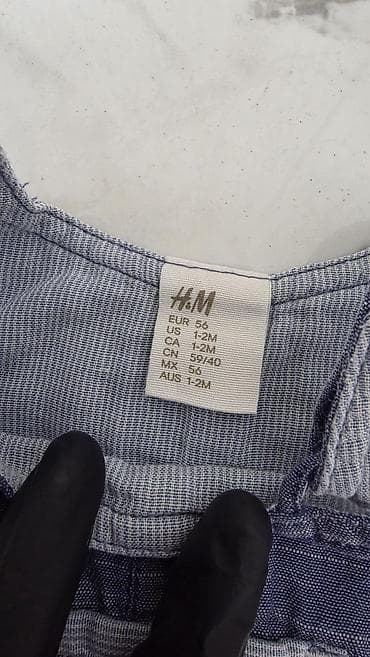 H&M
EUR 56
US 1-2M
CA 1-2M
CN 59/40
MX 56
AUS 1-2M